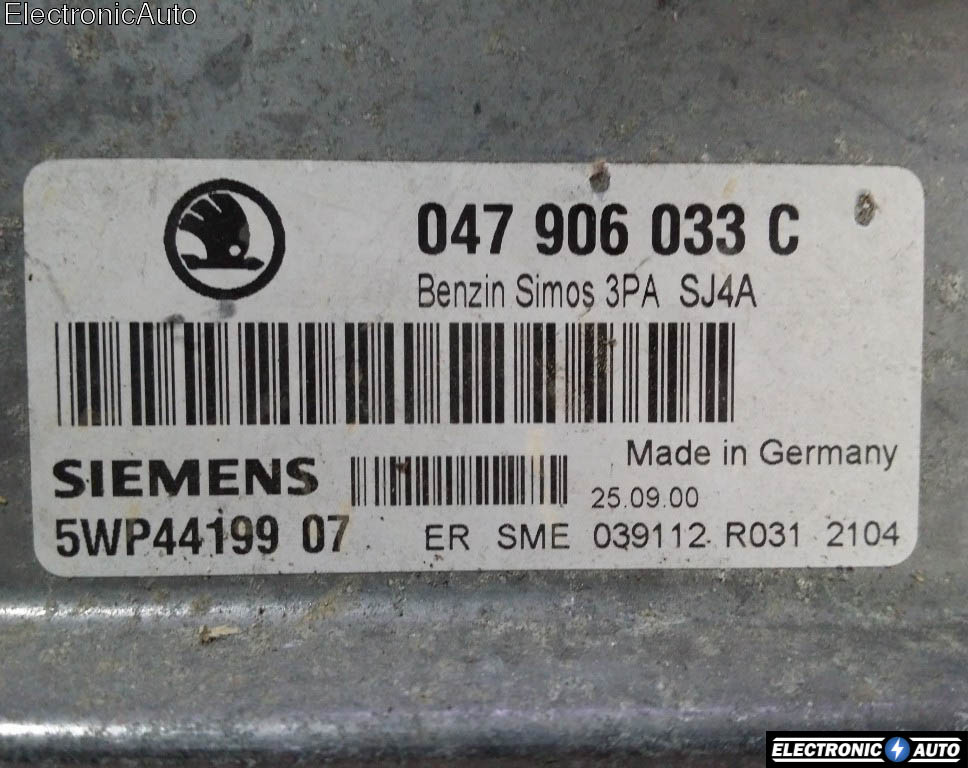 ElectronicAuto
047 906 033 C
Benzin Simos 3PA SJ4A
Made in Germany
SIEMENS
25.09.00
5WP44199 07 ER SME 039112 R031 2104
ELECTRONIC AUTO